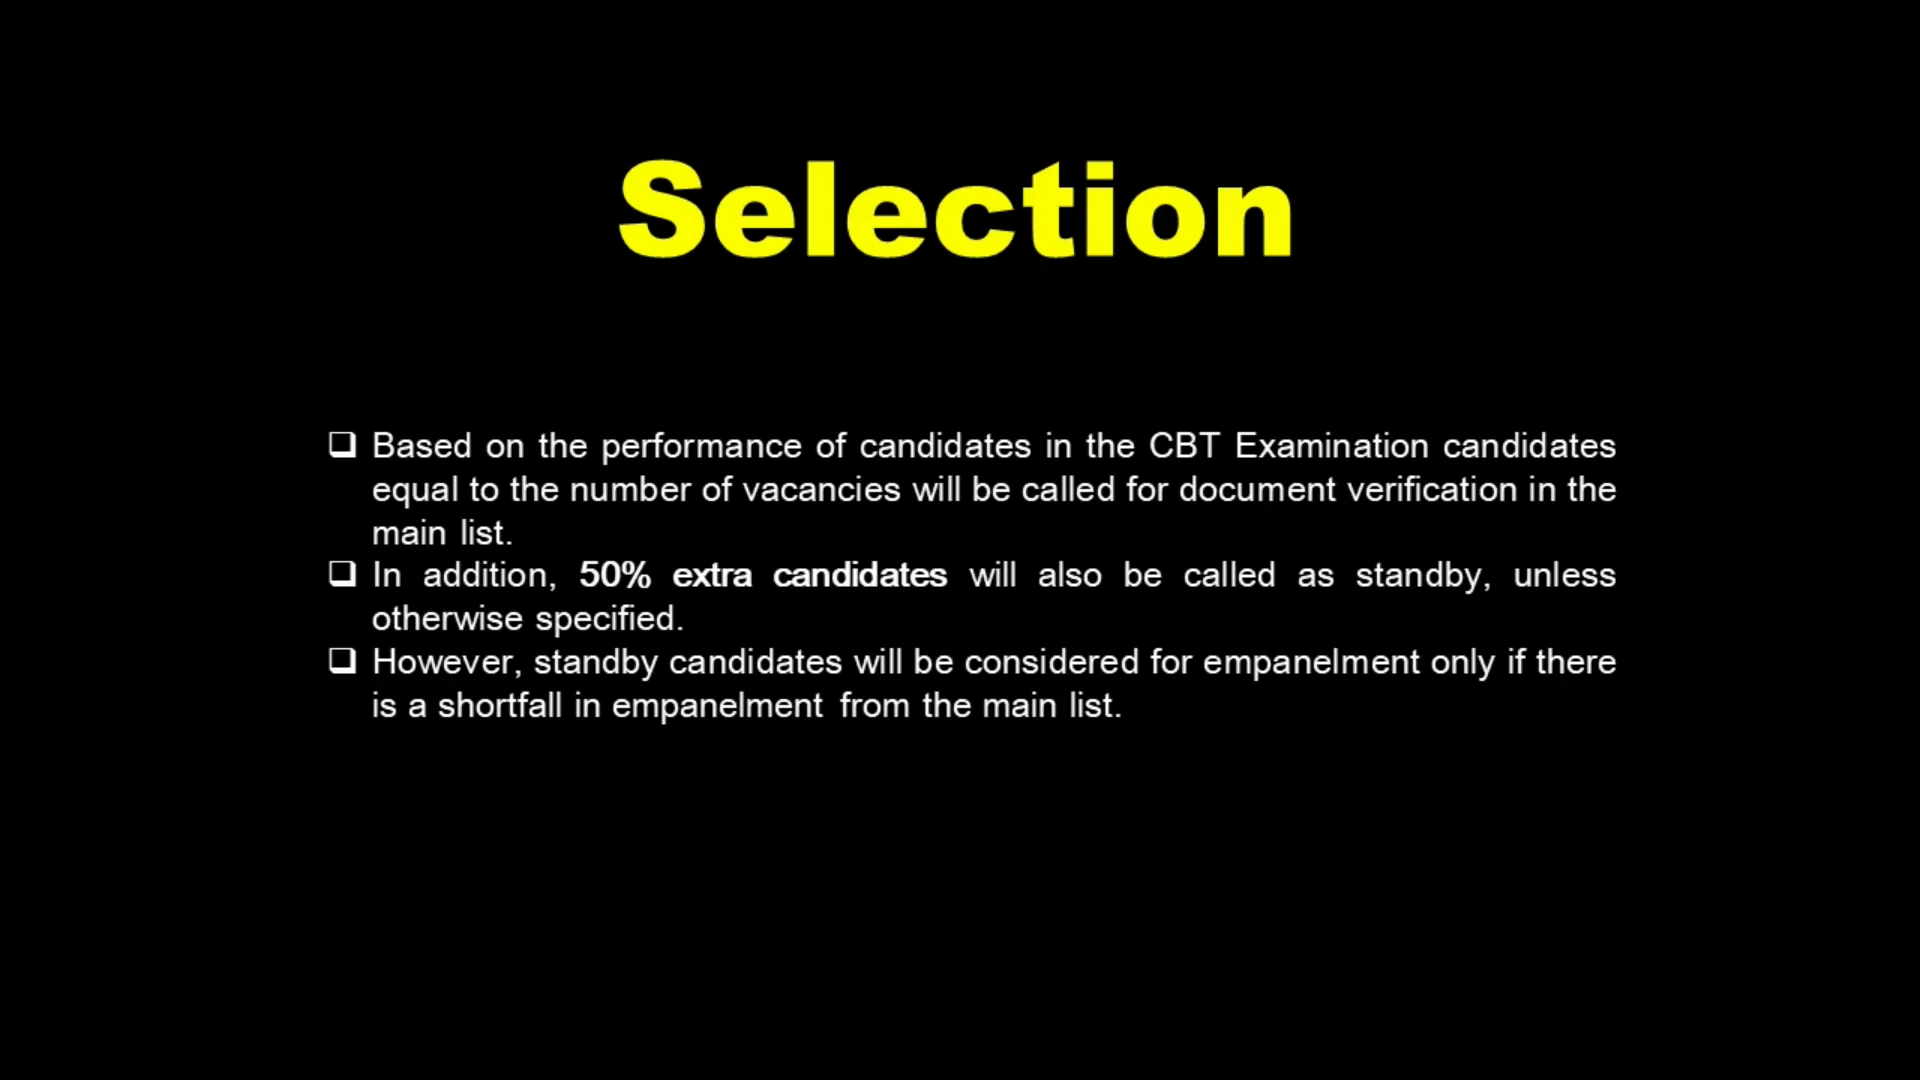 Selection
❑ Based on the performance of candidates in the CBT Examination candidates
equal to the number of vacancies will be called for document verification in the
main list.
❑ In addition, 50% extra candidates will also be called as standby, unless
otherwise specified.
❑ However, standby candidates will be considered for empanelment only if there
is a shortfall in empanelment from the main list.